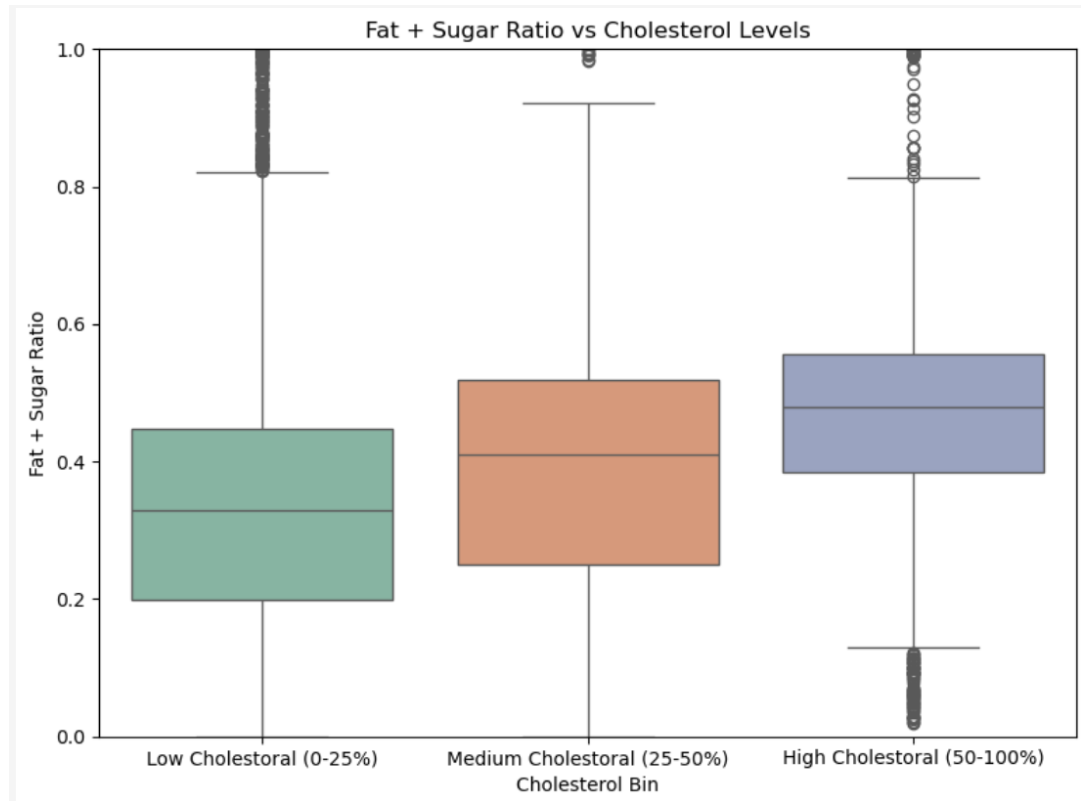 Fat + Sugar Ratio vs Cholesterol Levels
1.0
0.8
0.6
0.4
0.2
0.0
Fat + Sugar Ratio
Low Cholestoral (0-25%) Medium Cholestoral (25-50%) High Cholestoral (50-100%)
Cholesterol Bin